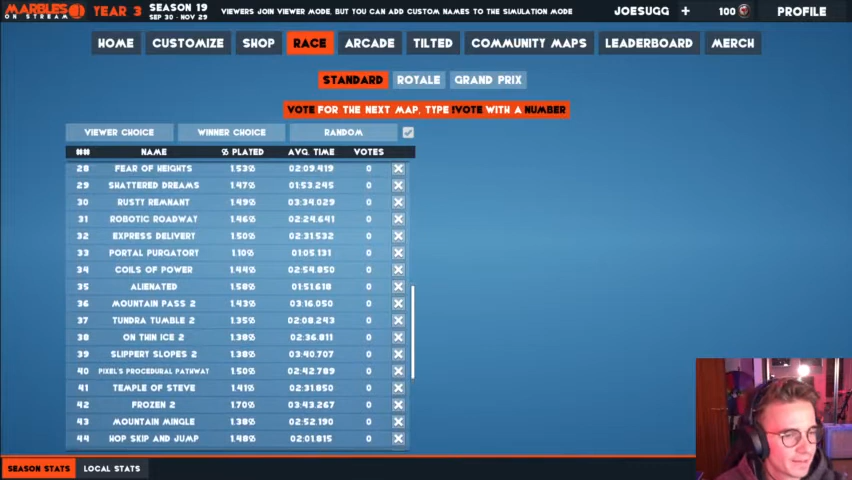 MARBLES ON STREAM
YEAR 3
SEASON 19
SEP 30 - NOV 29
VIEWERS JOIN VIEWER MODE, BUT YOU CAN ADD CUSTOM NAMES TO THE SIMULATION MODE
JOESUGG + 100 PROFILE
HOME CUSTOMIZE SHOP RACE ARCADE TILTED COMMUNITY MAPS LEADERBOARD MERCH
STANDARD ROYALE GRAND PRIX
VOTE FOR THE NEXT MAP, TYPE !VOTE WITH A NUMBER
VIEWER CHOICE WINNER CHOICE RANDOM
## NAME % PLAYED AVG. TIME VOTES
28 FEAR OF HEIGHTS 1.53% 02:09.419 0
29 SHATTERED DREAMS 1.47% 01:53.245 0
30 RUSTY REMNANT 1.49% 03:34.029 0
31 ROBOTIC ROADWAY 1.46% 02:24.641 0
32 EXPRESS DELIVERY 1.50% 02:31.532 0
33 PORTAL PURGATORY 1.10% 01:05.131 0
34 COILS OF POWER 1.44% 02:54.850 0
35 ALIENATED 1.58% 01:51.618 0
36 MOUNTAIN PASS 2 1.43% 03:16.050 0
37 TUNDRA TUMBLE 2 1.35% 02:08.243 0
38 ON THIN ICE 2 1.38% 02:36.811 0
39 SLIPPERY SLOPES 2 1.38% 03:40.707 0
40 PIXEL'S PROCEDURAL PATHWAY 1.50% 02:42.789 0
41 TEMPLE OF STEVE 1.41% 02:31.850 0
42 FROZEN 2 1.70% 03:43.267 0
43 MOUNTAIN MINGLE 1.38% 02:52.190 0
44 HOP SKIP AND JUMP 1.48% 02:01.815 0
SEASON STATS LOCAL STATS